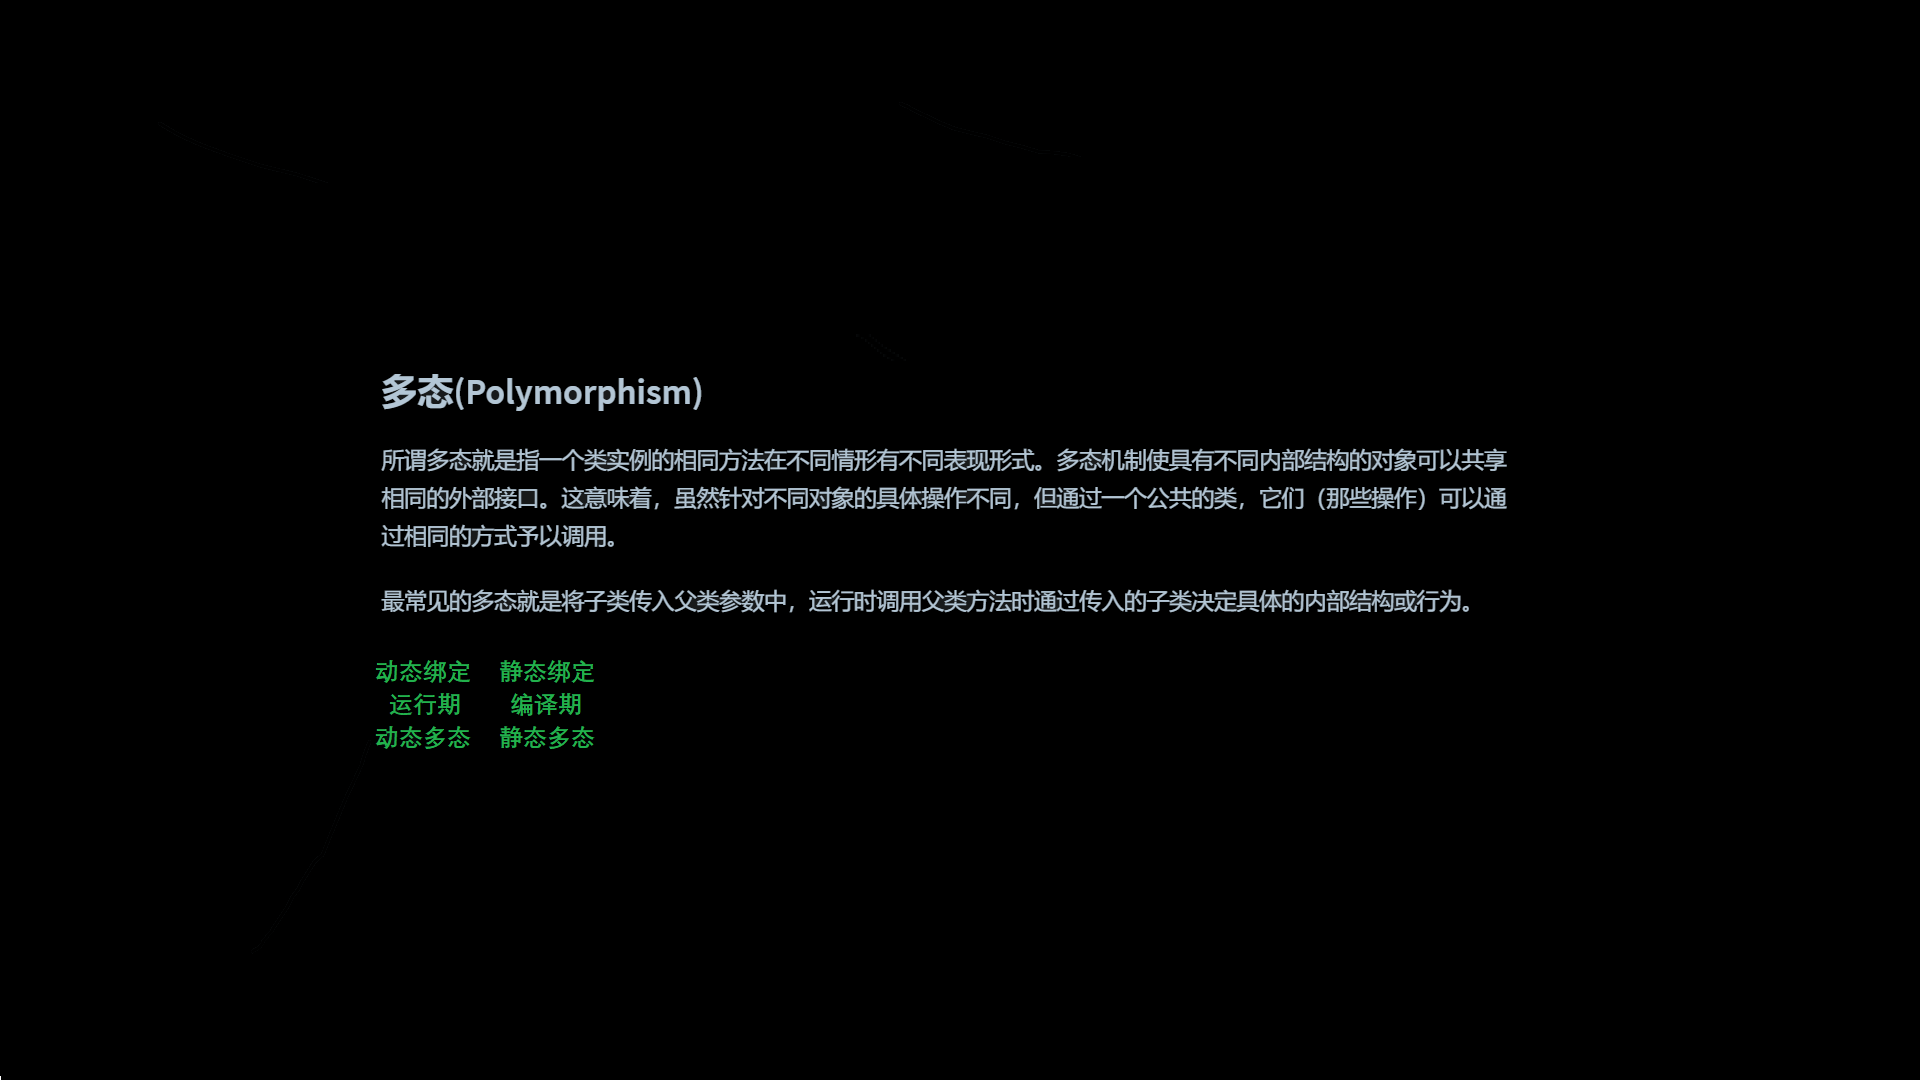 多态(Polymorphism)
所谓多态就是指一个类实例的相同方法在不同情形有不同表现形式。多态机制使具有不同内部结构的对象可以共享
相同的外部接口。这意味着，虽然针对不同对象的具体操作不同，但通过一个公共的类，它们（那些操作）可以通
过相同的方式予以调用。
最常见的多态就是将子类传入父类参数中，运行时调用父类方法时通过传入的子类决定具体的内部结构或行为。
动态绑定 静态绑定
运行期 编译期
动态多态 静态多态